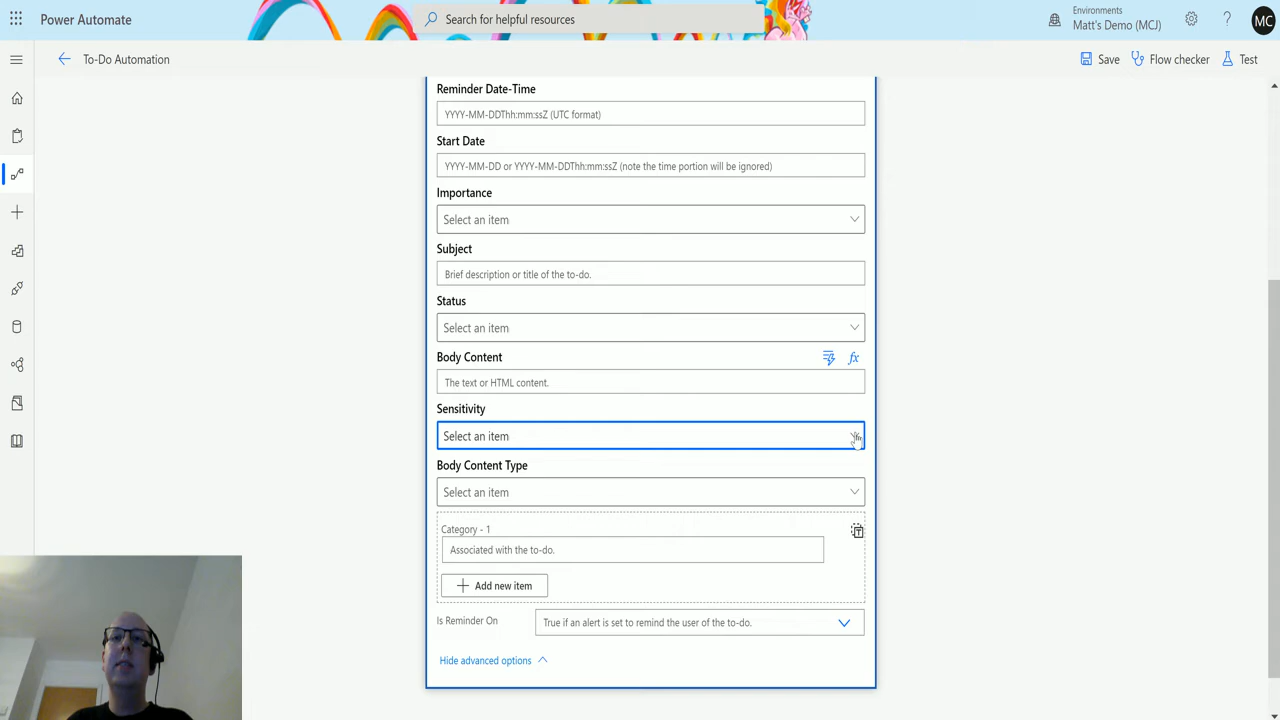 Power Automate
Search for helpful resources
Environments
Matt's Demo (MCJ)
MC
To-Do Automation
Save
Flow checker
Test
Reminder Date-Time
YYYY-MM-DDThh:mm:ssZ (UTC format)
Start Date
YYYY-MM-DD or YYYY-MM-DDThh:mm:ssZ (note the time portion will be ignored)
Importance
Select an item
Subject
Brief description or title of the to-do.
Status
Select an item
Body Content
fx
The text or HTML content.
Sensitivity
Select an item
Body Content Type
Select an item
Category - 1
Associated with the to-do.
Add new item
Is Reminder On
True if an alert is set to remind the user of the to-do.
Hide advanced options